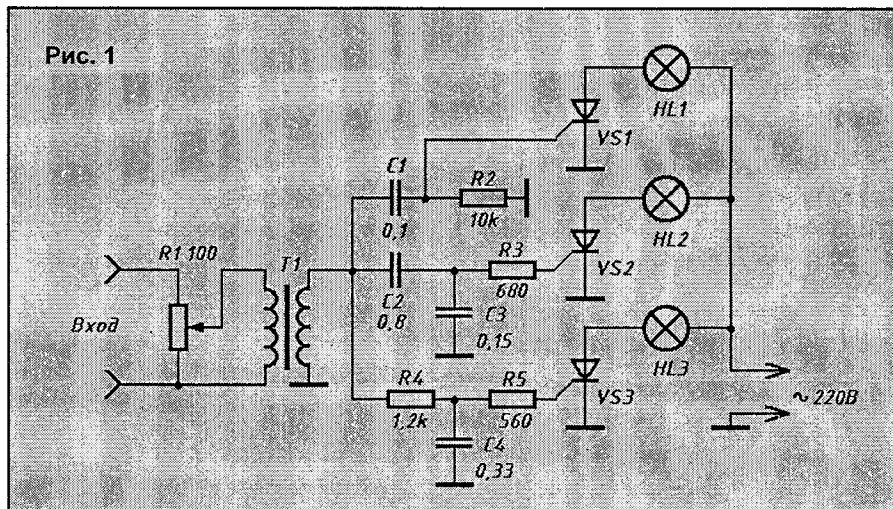 Рис. 1
HL1
VS1
C1
R2
0,1
10k
HL2
R1 100
T1
R3
VS2
C2
680
0,8
C3
0,15
Вход
HL3
R4
R5
VS3
1,2k
560
~ 220В
C4
0,33